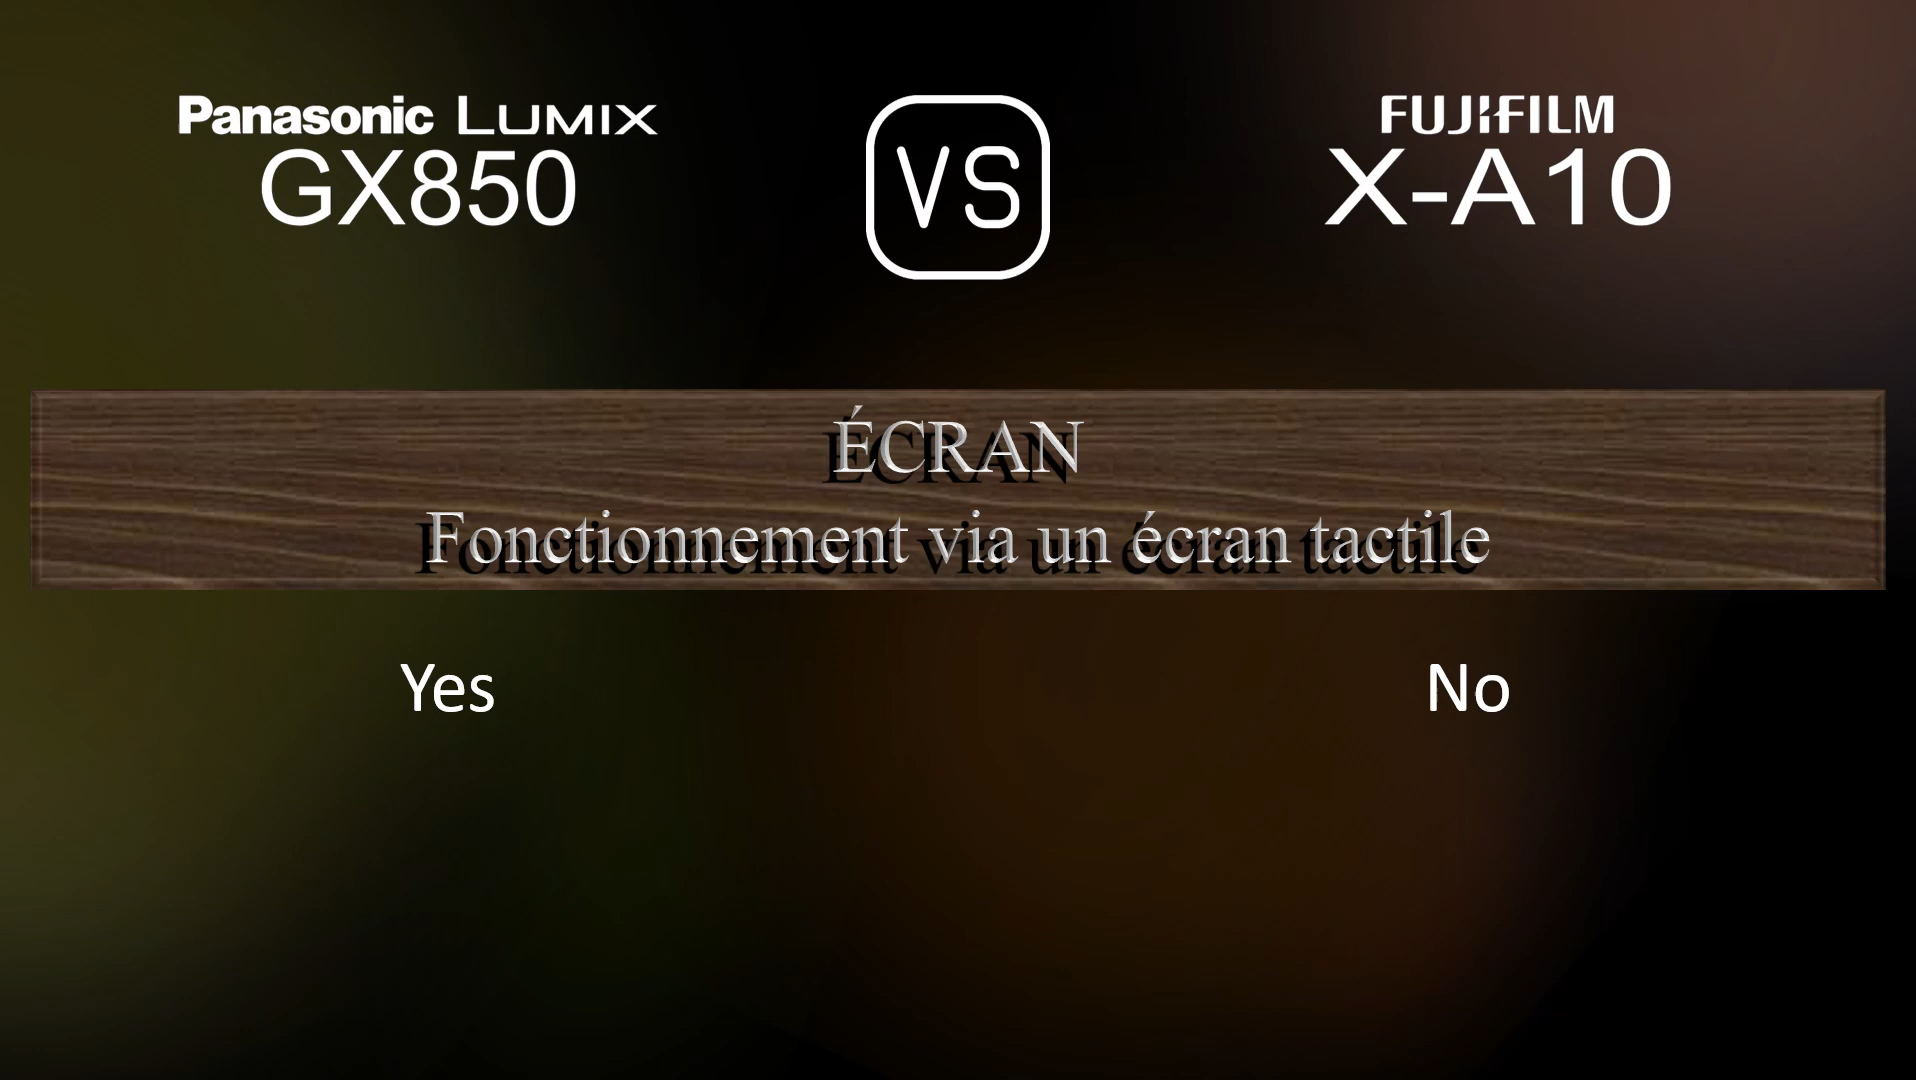 Panasonic LUMIX
GX850
VS
FUJIFILM
X-A10
ÉCRAN
Fonctionnement via un écran tactile
Yes
No